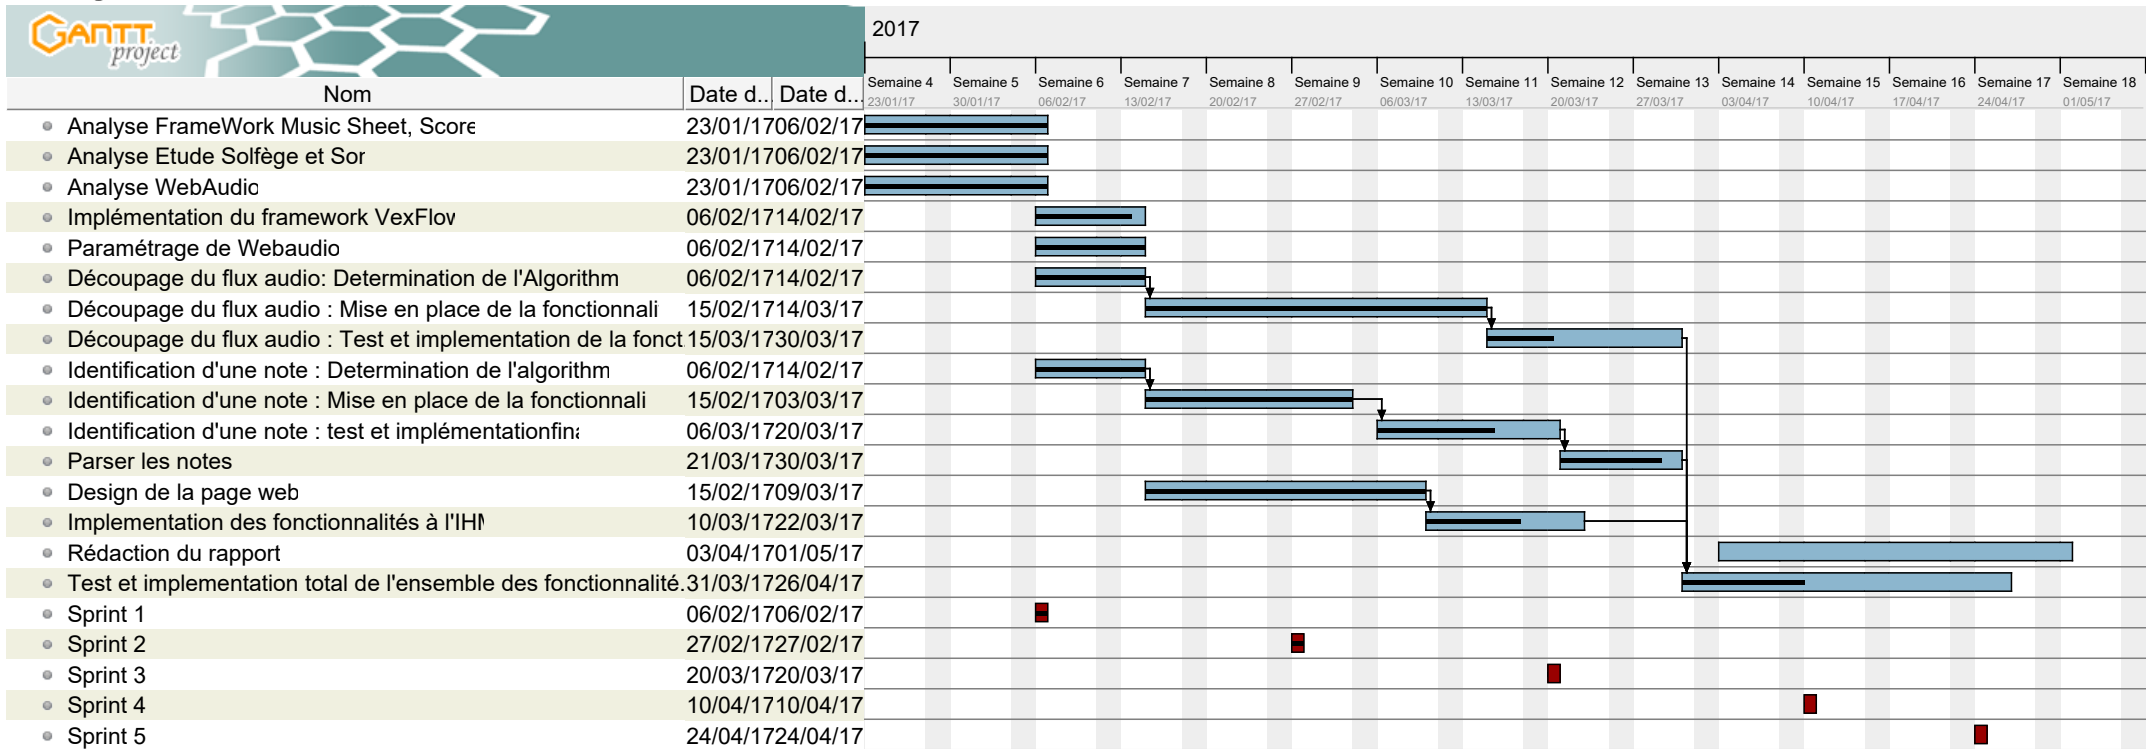 GANTT project
2017
Semaine 4 Semaine 5 Semaine 6 Semaine 7 Semaine 8 Semaine 9 Semaine 10 Semaine 11 Semaine 12 Semaine 13 Semaine 14 Semaine 15 Semaine 16 Semaine 17 Semaine 18
Nom Date d... Date d...
23/01/17 30/01/17 06/02/17 13/02/17 20/02/17 27/02/17 06/03/17 13/03/17 20/03/17 27/03/17 03/04/17 10/04/17 17/04/17 24/04/17 01/05/17
Analyse FrameWork Music Sheet, Score 23/01/17 06/02/17
Analyse Etude Solfège et Sor 23/01/17 06/02/17
Analyse WebAudio 23/01/17 06/02/17
Implémentation du framework VexFlov 06/02/17 14/02/17
Paramétrage de Webaudio 06/02/17 14/02/17
Découpage du flux audio: Determination de l'Algorithm 06/02/17 14/02/17
Découpage du flux audio : Mise en place de la fonctionnali 15/02/17 14/03/17
Découpage du flux audio : Test et implementation de la fonct 15/03/17 30/03/17
Identification d'une note : Determination de l'algorithm 06/02/17 14/02/17
Identification d'une note : Mise en place de la fonctionnali 15/02/17 03/03/17
Identification d'une note : test et implémentationfina 06/03/17 20/03/17
Parser les notes 21/03/17 30/03/17
Design de la page web 15/02/17 09/03/17
Implementation des fonctionnalités à l'IHM 10/03/17 22/03/17
Rédaction du rapport 03/04/17 01/05/17
Test et implementation total de l'ensemble des fonctionnalité. 31/03/17 26/04/17
Sprint 1 06/02/17 06/02/17
Sprint 2 27/02/17 27/02/17
Sprint 3 20/03/17 20/03/17
Sprint 4 10/04/17 10/04/17
Sprint 5 24/04/17 24/04/17